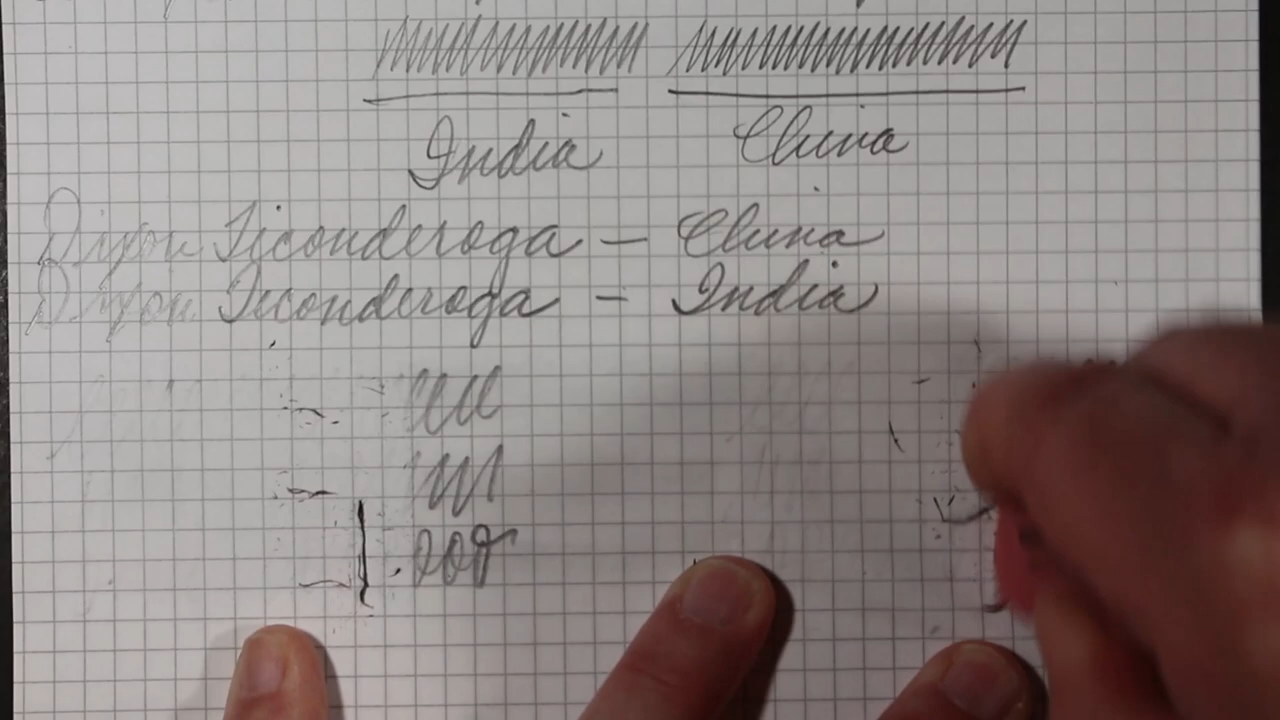 India China
Dixon Ticonderoga – China
Dixon Ticonderoga – India